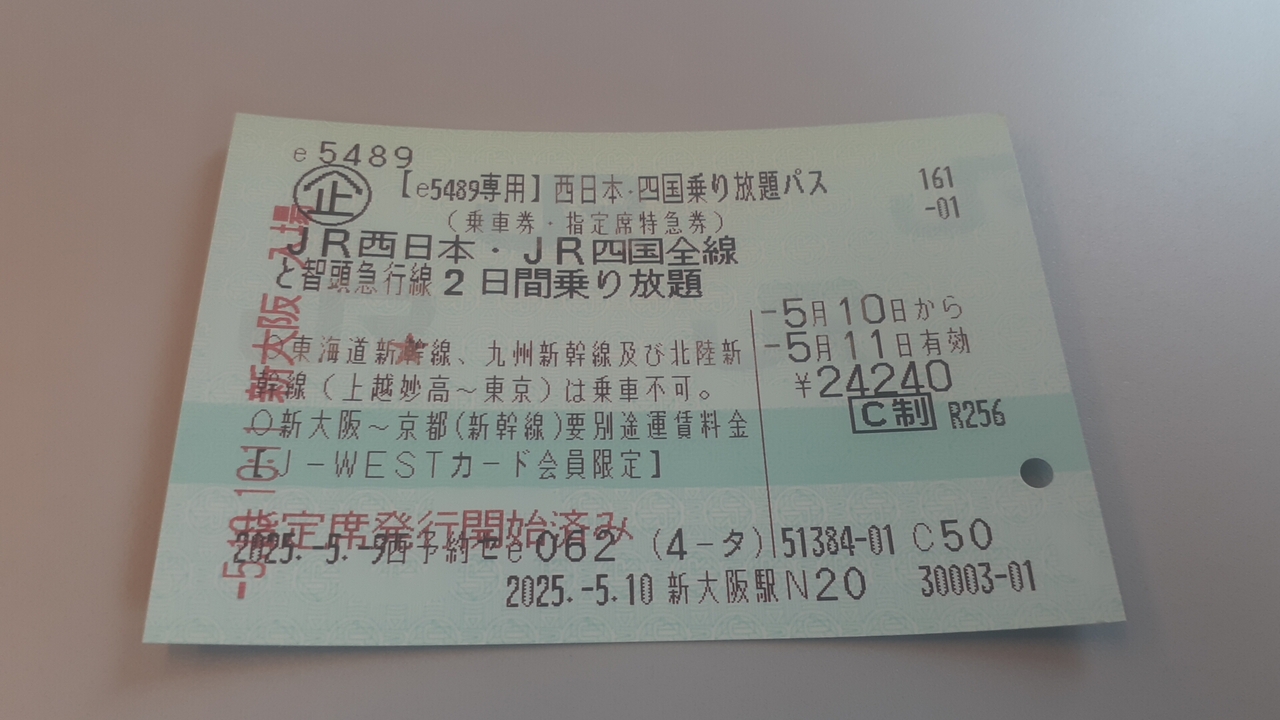 e5489
止
【e5489専用】西日本・四国乗り放題パス
161
-01
（乗車券・指定席特急券）
JR西日本・JR四国全線
と智頭急行線2日間乗り放題
-5月10日から
-5月11日有効
¥24240
C制 R256
○東海道新幹線、九州新幹線及び北陸新
幹線（上越妙高～東京）は乗車不可。
○新大阪～京都(新幹線)要別途運賃料金
【J-WESTカード会員限定】
指定席発行開始済み
2025.-5.-9西予約セe062 (4-タ) 51384-01 C50
2025.-5.10 新大阪駅N20 30003-01
新大阪 入場